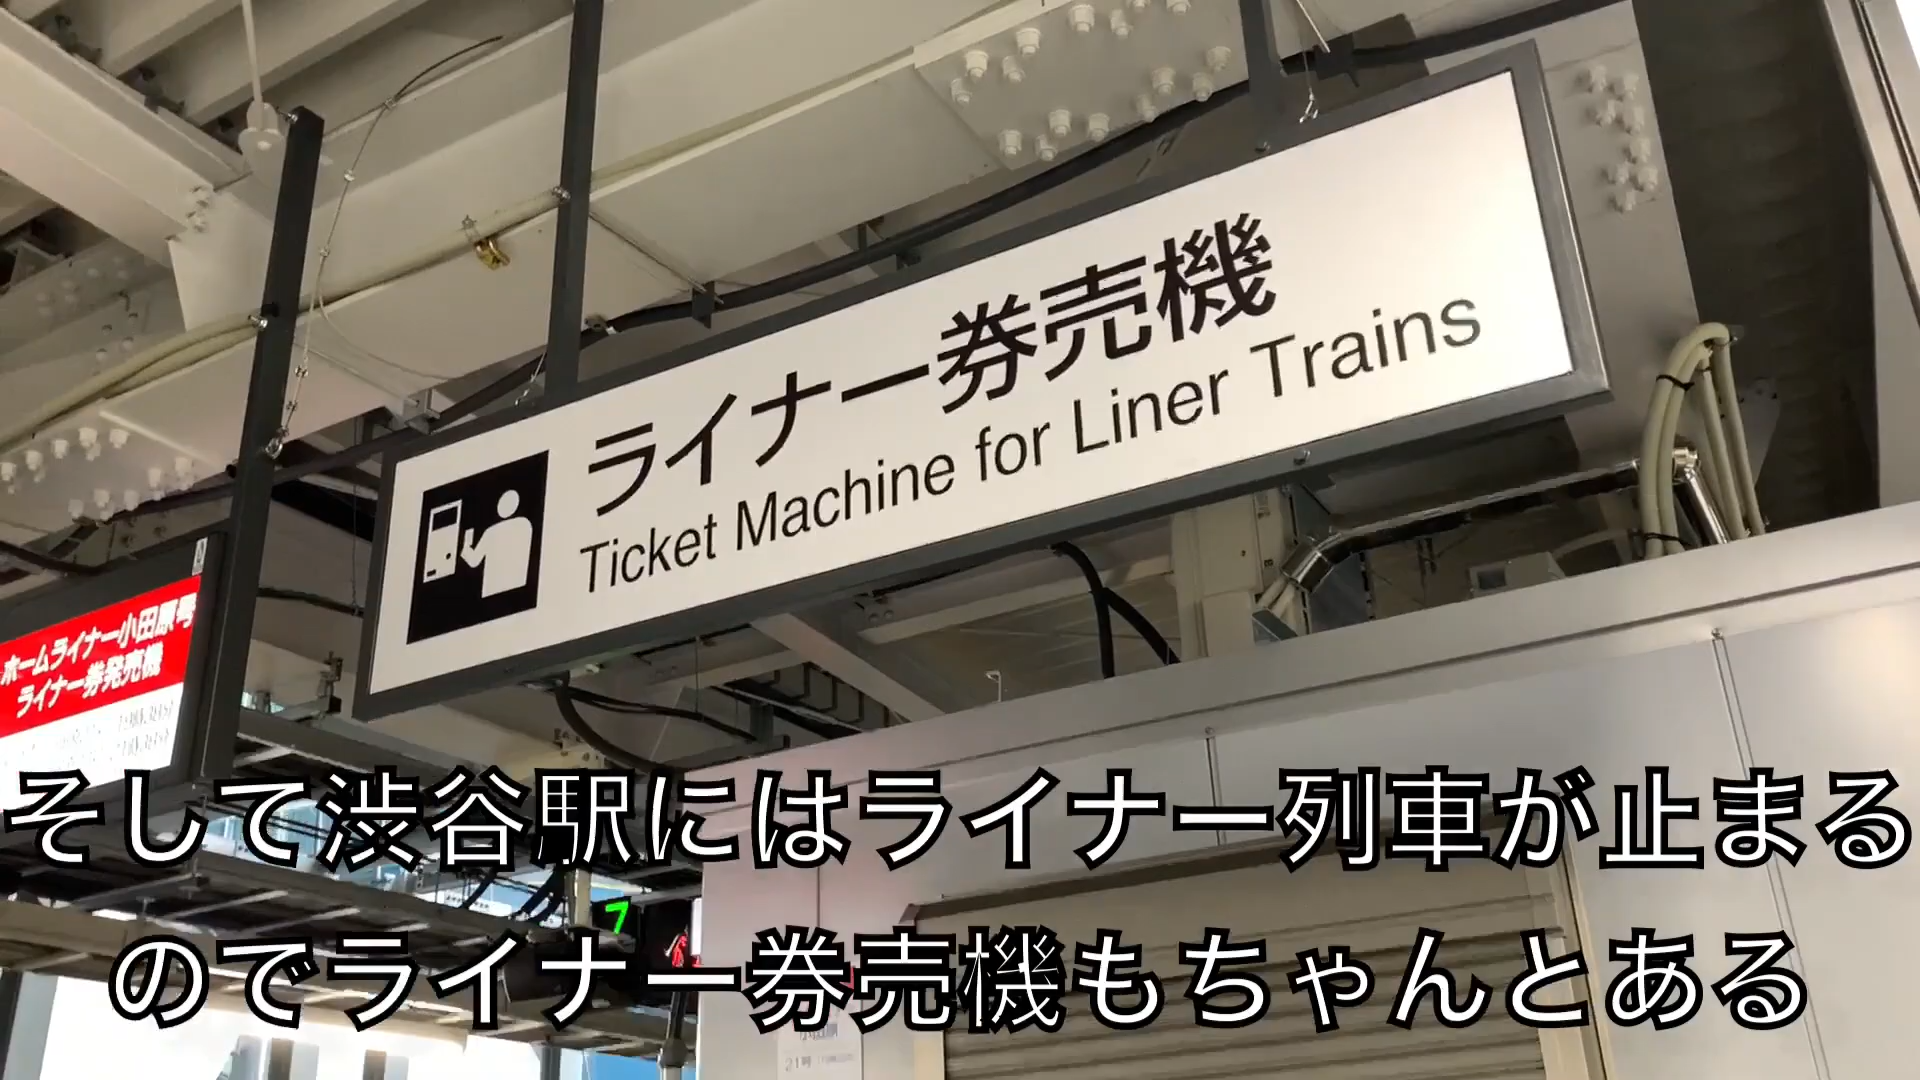 ライナー券売機
Ticket Machine for Liner Trains
ホームライナー小田原号
ライナー券発売機
そして渋谷駅にはライナー列車が止まる
のでライナー券売機もちゃんとある
7
21号